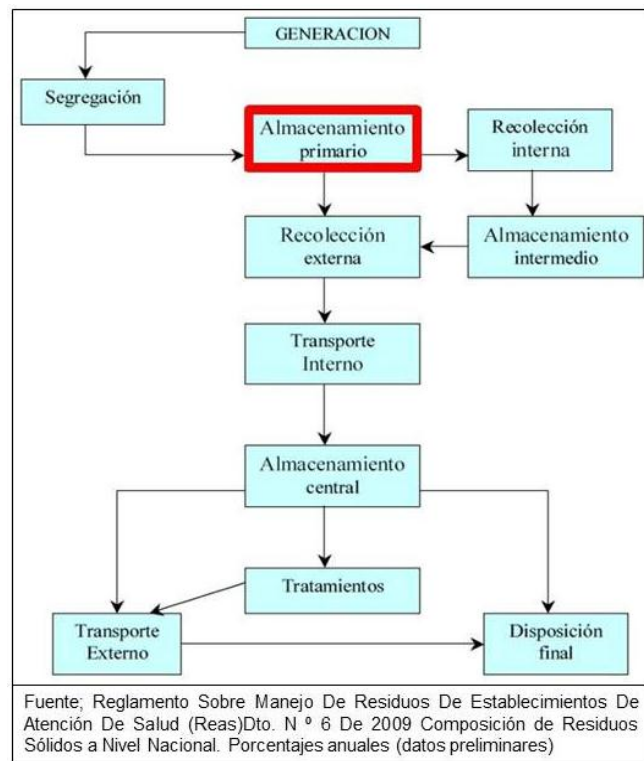 GENERACION
Segregación
Almacenamiento
primario
Recolección
interna
Recolección
externa
Almacenamiento
intermedio
Transporte
Interno
Almacenamiento
central
Tratamientos
Transporte
Externo
Disposición
final
Fuente; Reglamento Sobre Manejo De Residuos De Establecimientos De
Atención De Salud (Reas)Dto. N º 6 De 2009 Composición de Residuos
Sólidos a Nivel Nacional. Porcentajes anuales (datos preliminares)